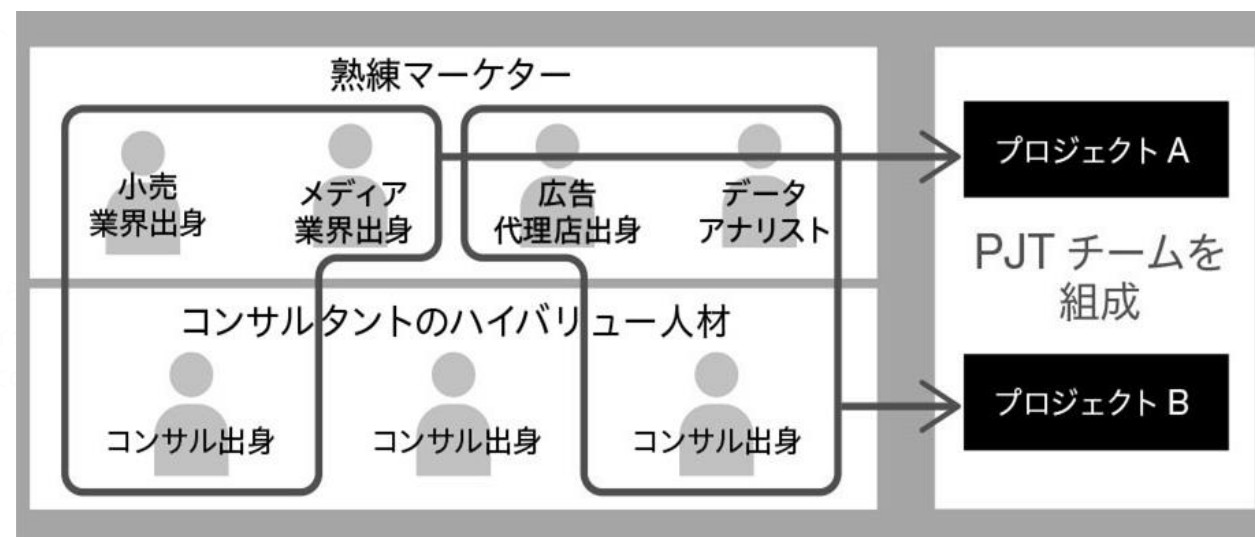 熟練マーケター
小売
業界出身
メディア
業界出身
広告
代理店出身
データ
アナリスト
コンサルタントのハイバリュー人材
コンサル出身
コンサル出身
コンサル出身
プロジェクト A
PJT チームを
組成
プロジェクト B